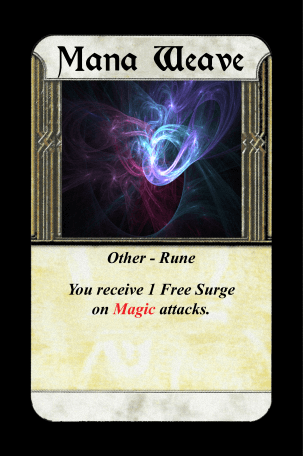 Mana Weave
Other - Rune
You receive 1 Free Surge
on Magic attacks.